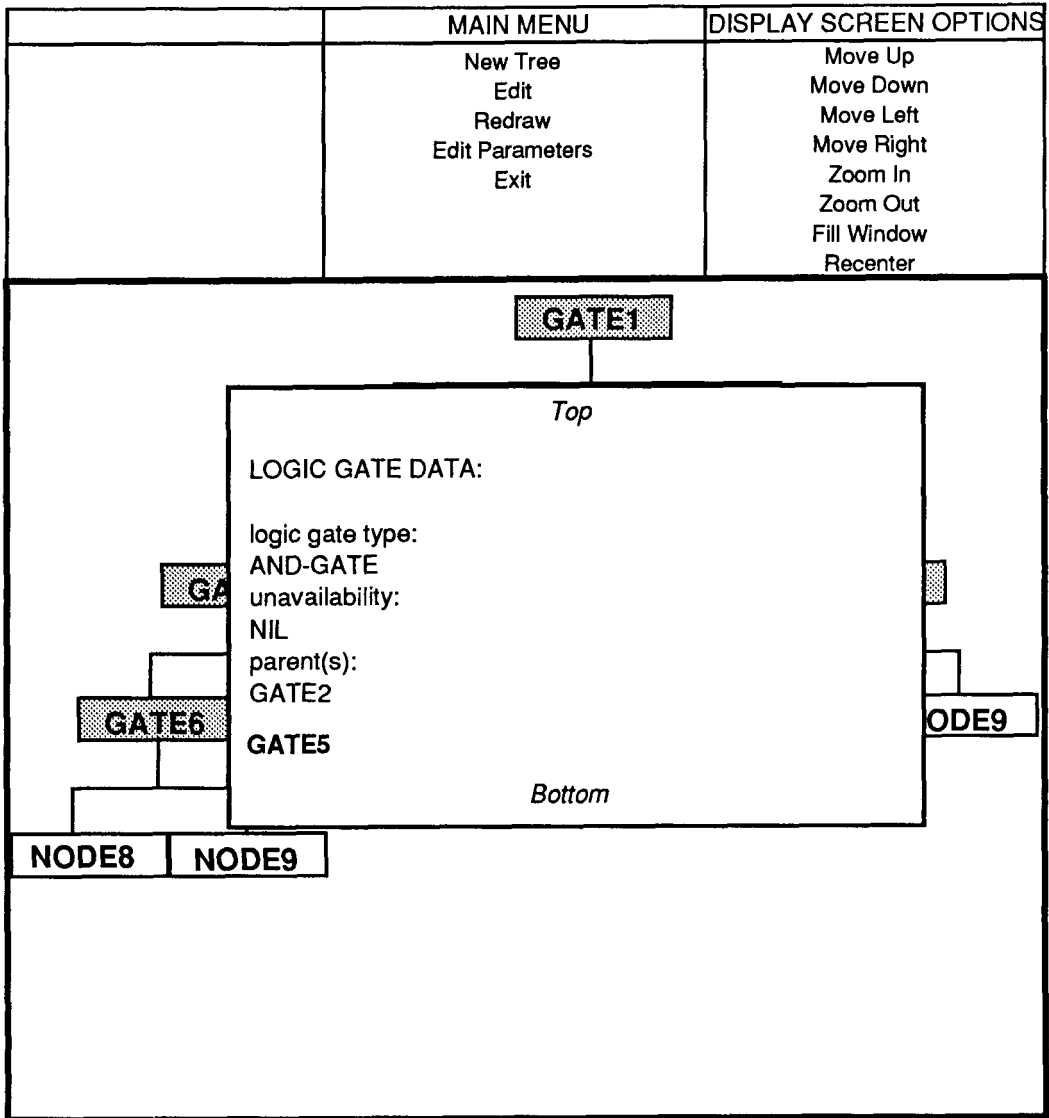 MAIN MENU
DISPLAY SCREEN OPTIONS
New Tree
Edit
Redraw
Edit Parameters
Exit
Move Up
Move Down
Move Left
Move Right
Zoom In
Zoom Out
Fill Window
Recenter
GATE1
Top
LOGIC GATE DATA:
logic gate type:
AND-GATE
unavailability:
NIL
parent(s):
GATE2
GATE5
Bottom
GA
GATE6
ODE9
NODE8
NODE9